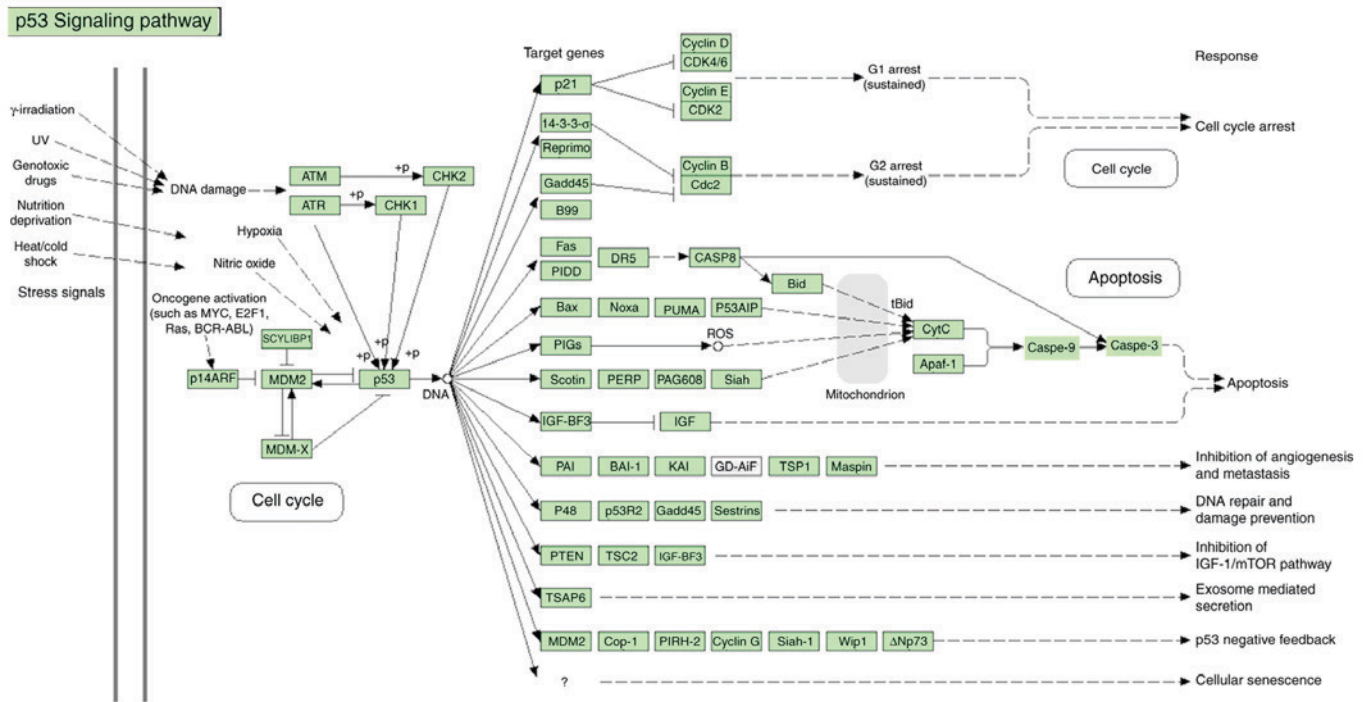 p53 Signaling pathway
Target genes
Response
γ-irradiation
UV
Genotoxic
drugs
Nutrition
deprivation
Heat/cold
shock
Stress signals
DNA damage
ATM
+p
CHK2
ATR
+p
CHK1
Hypoxia
Nitric oxide
Oncogene activation
(such as MYC, E2F1,
Ras, BCR-ABL)
SCYLIBP1
+p
+p
+p
p14ARF
MDM2
p53
DNA
MDM-X
Cell cycle
p21
Cyclin D
CDK4/6
Cyclin E
CDK2
G1 arrest
(sustained)
14-3-3-σ
Reprimo
Gadd45
B99
Cyclin B
Cdc2
G2 arrest
(sustained)
Cell cycle arrest
Cell cycle
Fas
PIDD
DR5
CASP8
Bid
tBid
Apoptosis
Bax
Noxa
PUMA
P53AIP
PIGs
ROS
CytC
Apaf-1
Caspe-9
Caspe-3
Scotin
PERP
PAG608
Siah
Mitochondrion
Apoptosis
IGF-BF3
IGF
PAI
BAI-1
KAI
GD-AiF
TSP1
Maspin
Inhibition of angiogenesis
and metastasis
P48
p53R2
Gadd45
Sestrins
DNA repair and
damage prevention
PTEN
TSC2
IGF-BF3
Inhibition of
IGF-1/mTOR pathway
TSAP6
Exosome mediated
secretion
MDM2
Cop-1
PIRH-2
Cyclin G
Siah-1
Wip1
ΔNp73
p53 negative feedback
?
Cellular senescence